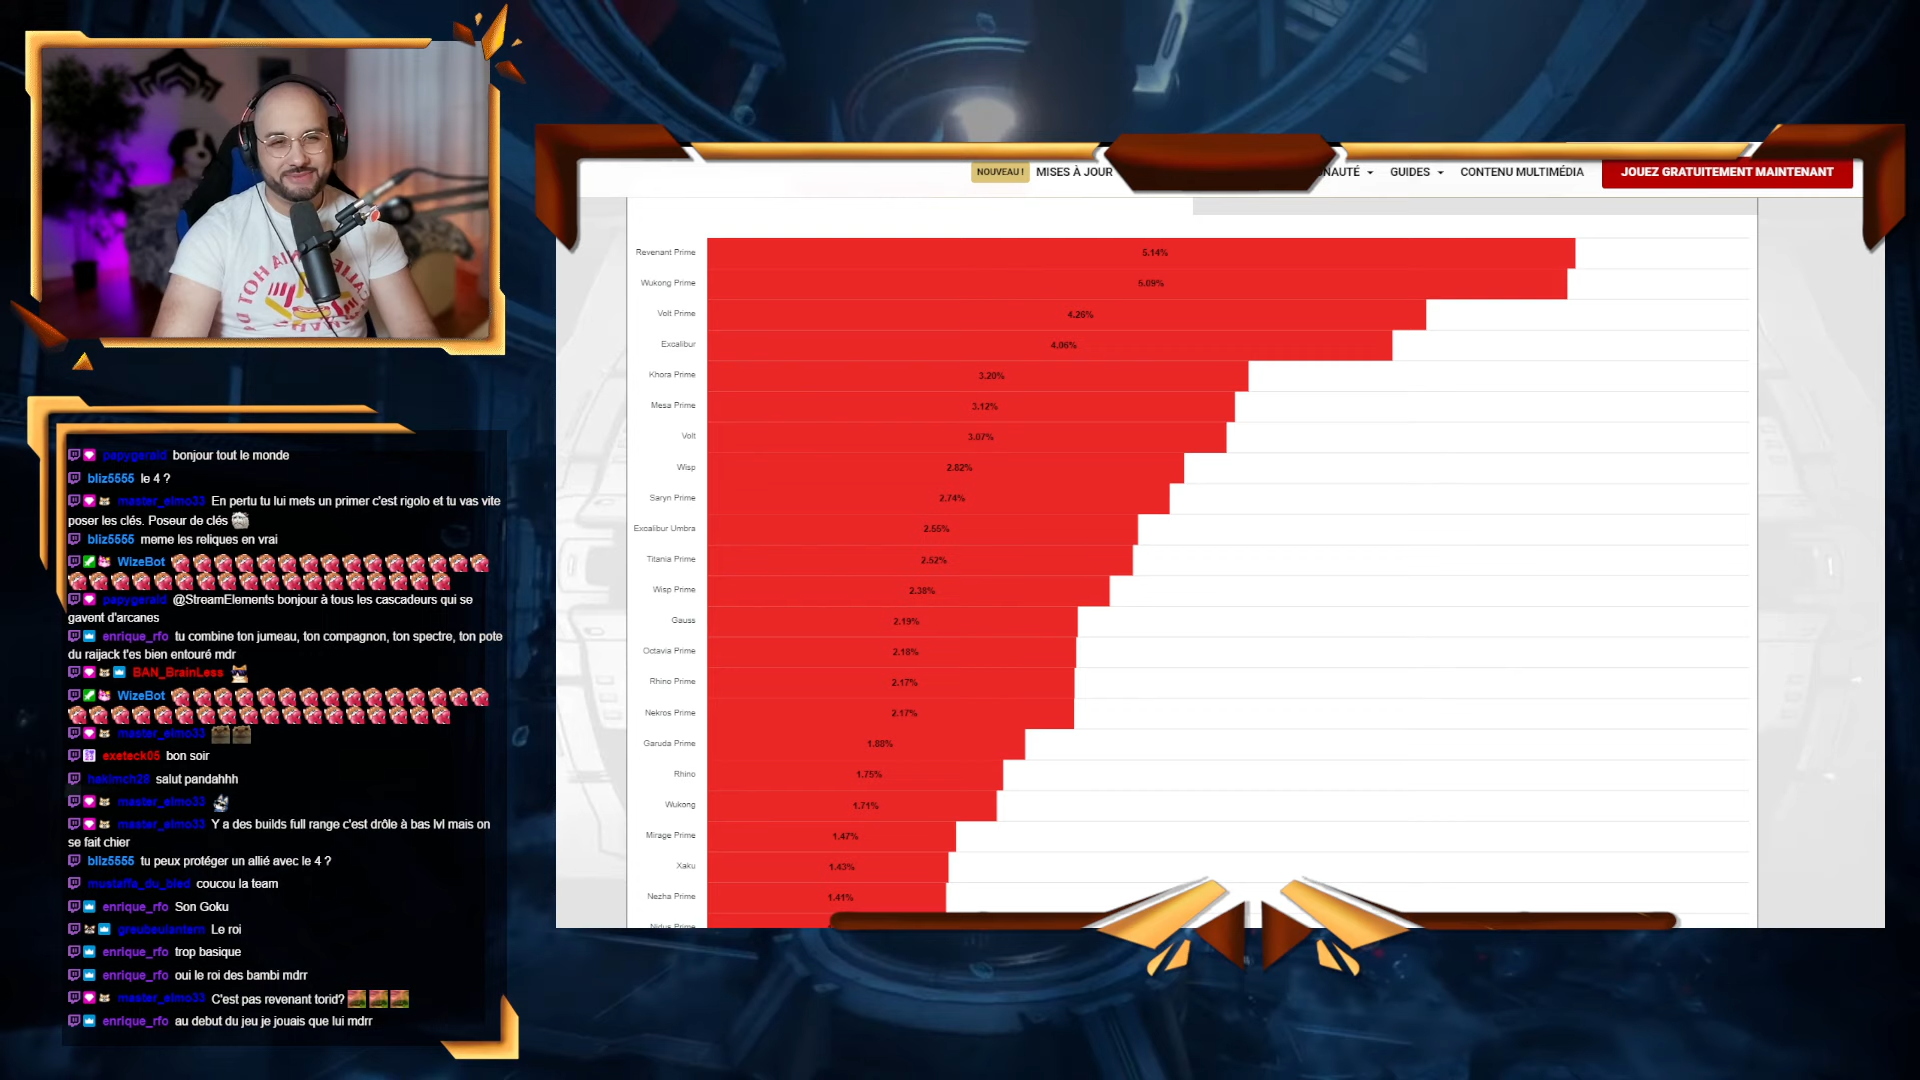 NOUVEAU ! MISES À JOUR NAUTÉ GUIDES CONTENU MULTIMÉDIA JOUEZ GRATUITEMENT MAINTENANT
Revenant Prime 5.14%
Wukong Prime 5.09%
Volt Prime 4.26%
Excalibur 4.06%
Khora Prime 3.20%
Mesa Prime 3.12%
Volt 3.07%
Wisp 2.82%
Saryn Prime 2.74%
Excalibur Umbra 2.55%
Titania Prime 2.52%
Wisp Prime 2.38%
Gauss 2.19%
Octavia Prime 2.18%
Rhino Prime 2.17%
Nekros Prime 2.17%
Garuda Prime 1.88%
Rhino 1.75%
Wukong 1.71%
Mirage Prime 1.47%
Xaku 1.43%
Nezha Prime 1.41%
Nidus Prime
papygerald bonjour tout le monde
bliz5555 le 4 ?
master_elmo33 En pertu tu lui mets un primer c'est rigolo et tu vas vite
poser les clés. Poseur de clés
bliz5555 meme les reliques en vrai
WizeBot
papygerald @StreamElements bonjour à tous les cascadeurs qui se
gavent d'arcanes
enrique_rfo tu combine ton jumeau, ton compagnon, ton spectre, ton pote
du raijack t'es bien entouré mdr
BAN_BrainLess
WizeBot
master_elmo33
exeteck05 bon soir
hakimch28 salut pandahhh
master_elmo33
master_elmo33 Y a des builds full range c'est drôle à bas lvl mais on
se fait chier
bliz5555 tu peux protéger un allié avec le 4 ?
mustaffa_du_bled coucou la team
enrique_rfo Son Goku
greubeulantern Le roi
enrique_rfo trop basique
enrique_rfo oui le roi des bambi mdrr
master_elmo33 C'est pas revenant torid?
enrique_rfo au debut du jeu je jouais que lui mdrr